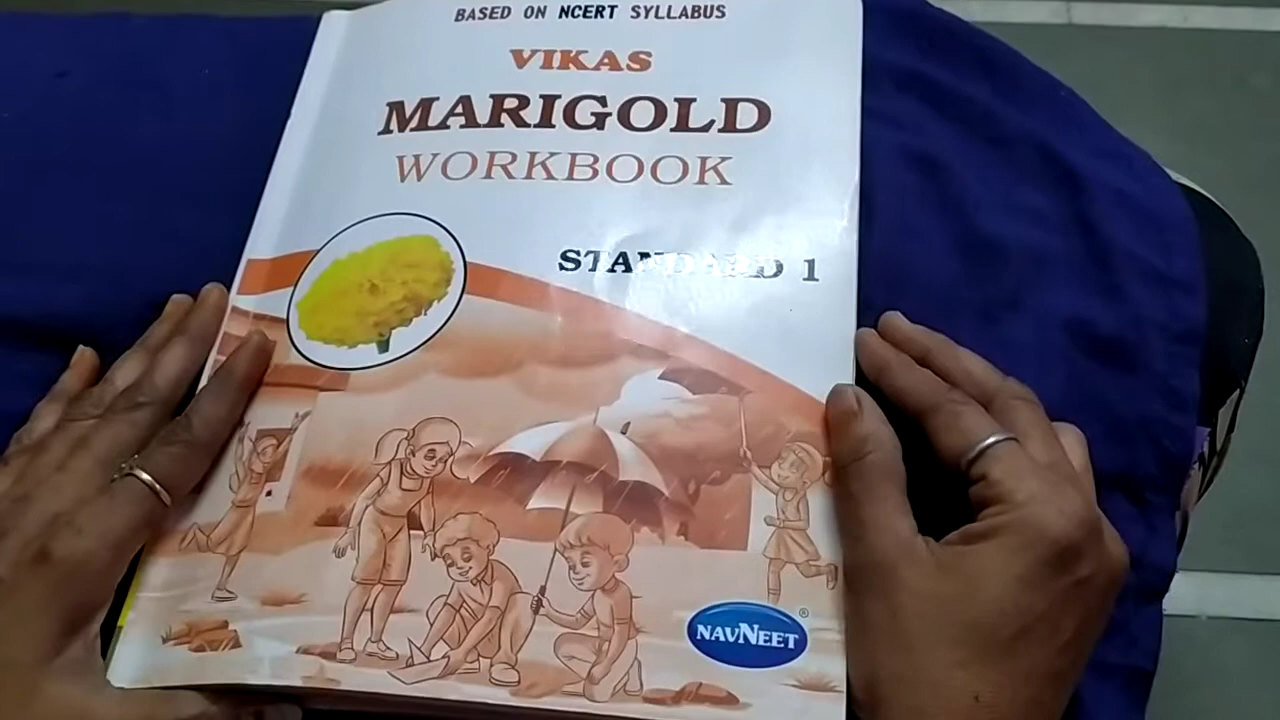 BASED ON NCERT SYLLABUS
VIKAS
MARIGOLD
WORKBOOK
STANDARD 1
NAVNEET
®